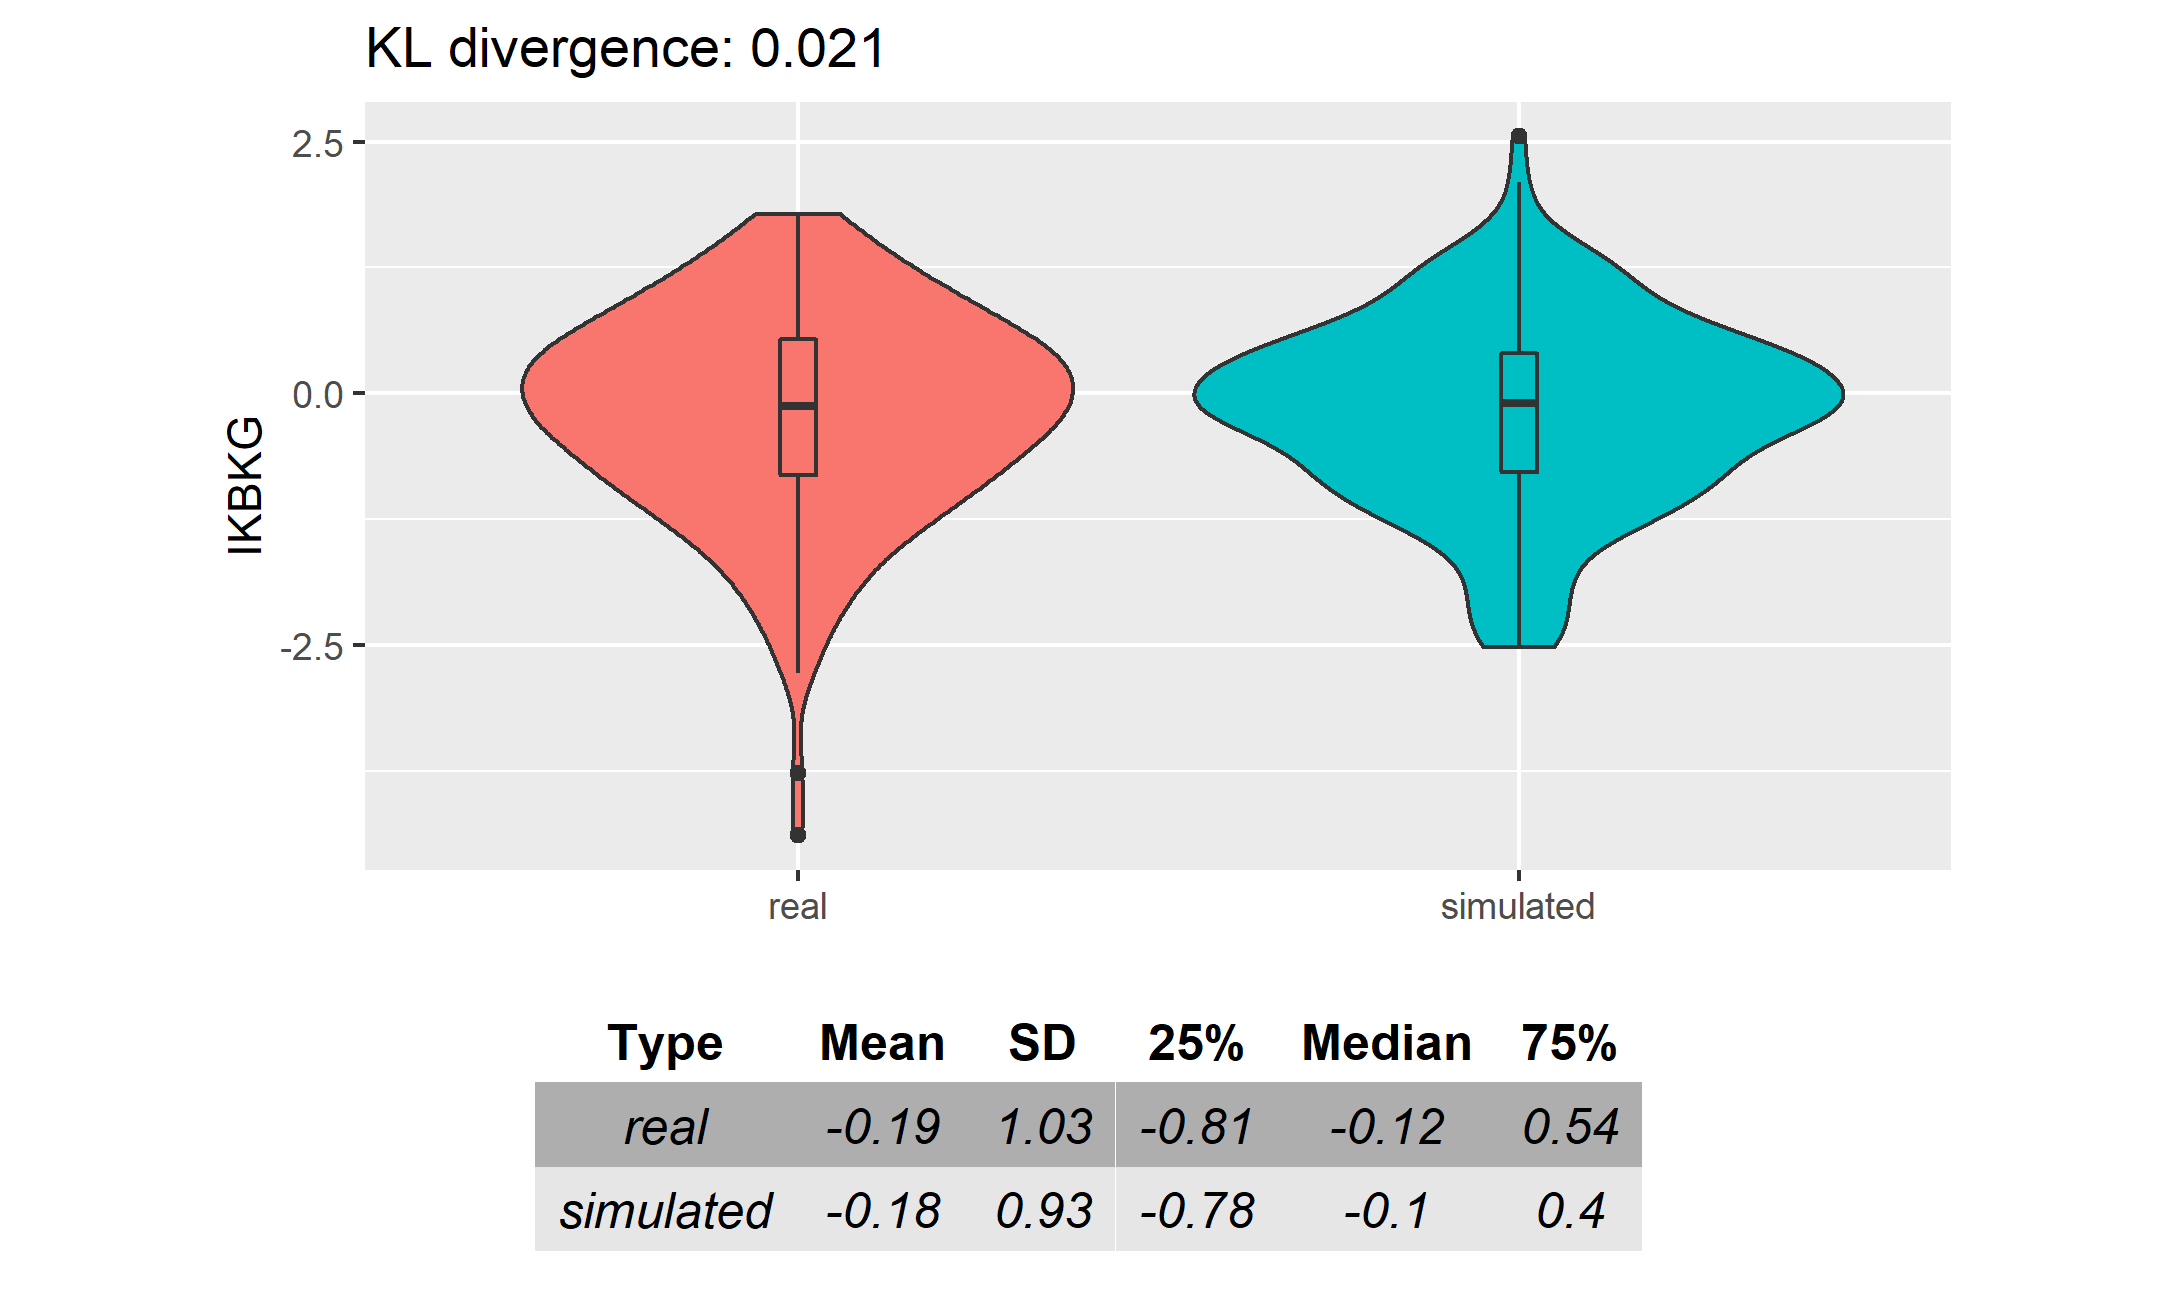 KL divergence: 0.021
2.5
0.0
-2.5
IKBKG
real simulated
Type Mean SD 25% Median 75%
real -0.19 1.03 -0.81 -0.12 0.54
simulated -0.18 0.93 -0.78 -0.1 0.4